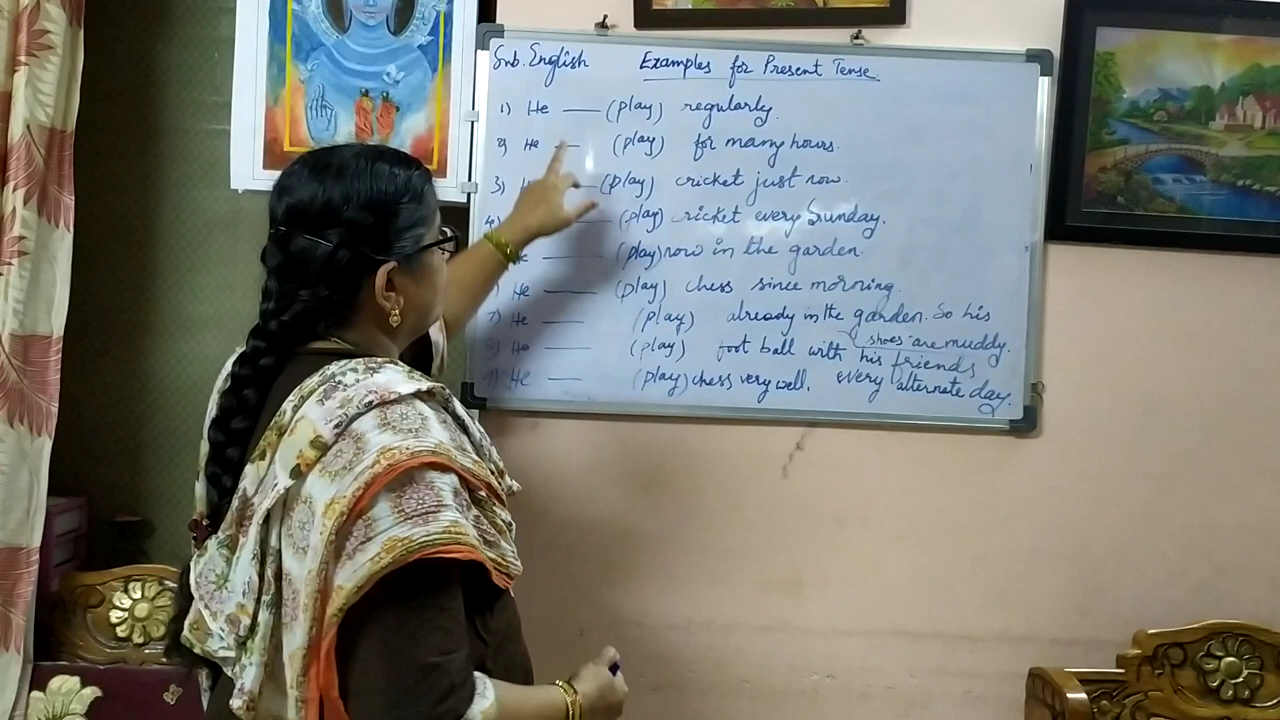 Sub. English Examples for Present Tense.
1) He ___ (play) regularly.
2) He ___ (play) for many hours.
3) ___ (play) cricket just now.
___ (play) cricket every Sunday.
He ___ (play) now in the garden.
) He ___ (play) chess since morning.
7) He ___ (play) already in the garden. So his
shoes are muddy.
8) He ___ (play) foot ball with his friends
every alternate day.
9) He ___ (play) chess very well.